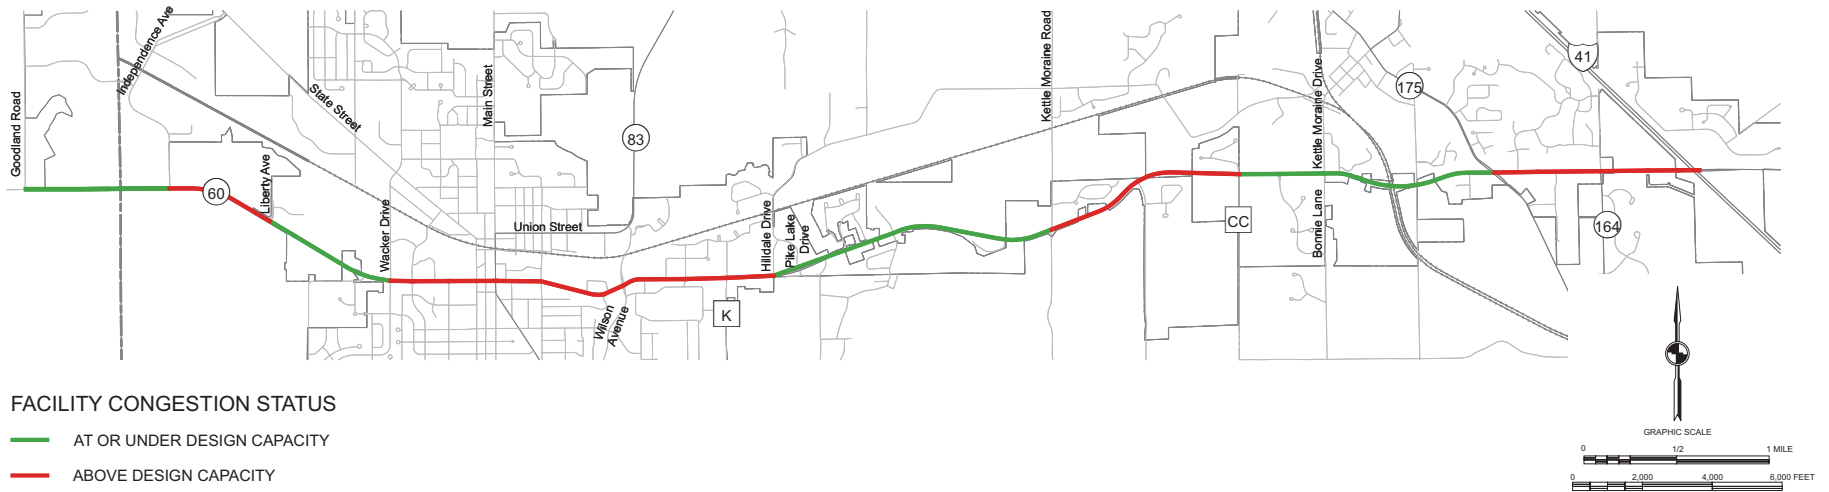 Goodland Road
Independence Ave
State Street
Main Street
83
Kettle Moraine Road
Kettle Moraine Drive
175
41
60
Liberty Ave
Wacker Drive
Union Street
Hilldale Drive
Pike Lake
Drive
CC
Bonnie Lane
164
K
Wilson
Avenue
FACILITY CONGESTION STATUS
AT OR UNDER DESIGN CAPACITY
ABOVE DESIGN CAPACITY
GRAPHIC SCALE
0 1/2 1 MILE
0 2,000 4,000 6,000 FEET